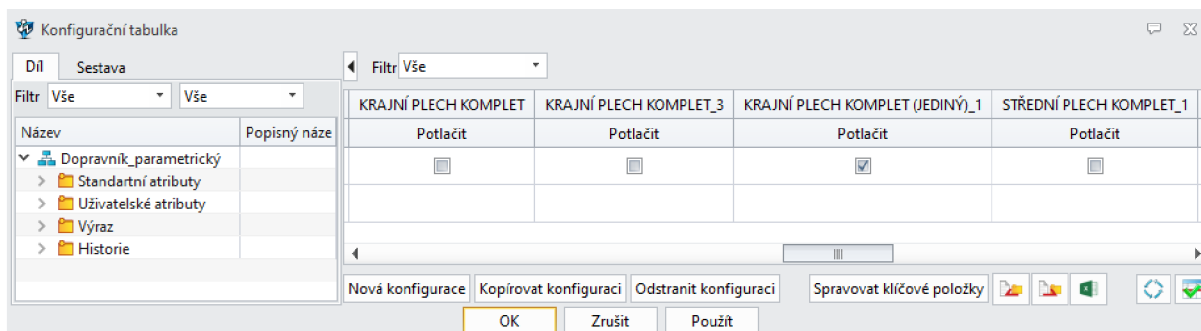 Konfigurační tabulka
Díl Sestava
Filtr Vše Vše
Název Popisný náze
Dopravník_parametrický
Standartní atributy
Uživatelské atributy
Výraz
Historie
Filtr Vše
KRAJNÍ PLECH KOMPLET KRAJNÍ PLECH KOMPLET_3 KRAJNÍ PLECH KOMPLET (JEDINÝ)_1 STŘEDNÍ PLECH KOMPLET_1
Potlačit Potlačit Potlačit Potlačit
Nová konfigurace Kopírovat konfiguraci Odstranit konfiguraci Spravovat klíčové položky
OK Zrušit Použít